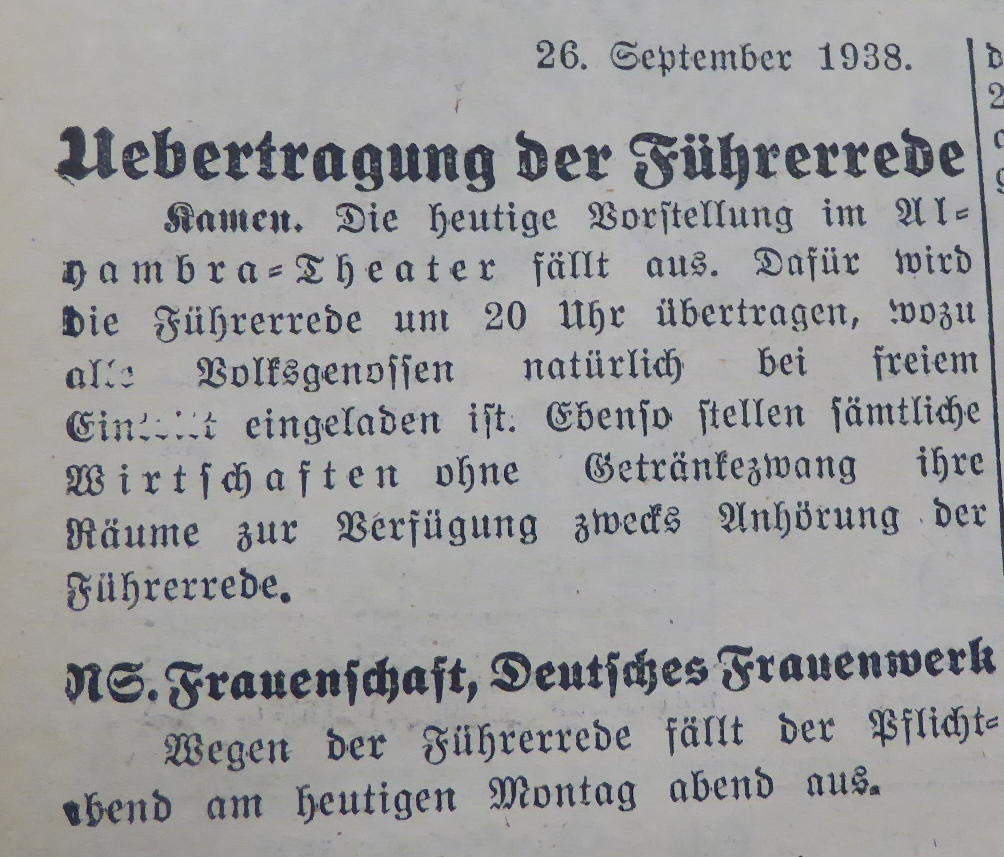 26. September 1938.
Uebertragung der Führerrede
Kamen. Die heutige Vorstellung im Al-
hambra-Theater fällt aus. Dafür wird
die Führerrede um 20 Uhr übertragen, wozu
alle Volksgenossen natürlich bei freiem
Eintritt eingeladen ist. Ebenso stellen sämtliche
Wirtschaften ohne Getränkezwang ihre
Räume zur Verfügung zwecks Anhörung der
Führerrede.
NS. Frauenschaft, Deutsches Frauenwerk
Wegen der Führerrede fällt der Pflicht-
abend am heutigen Montag abend aus.